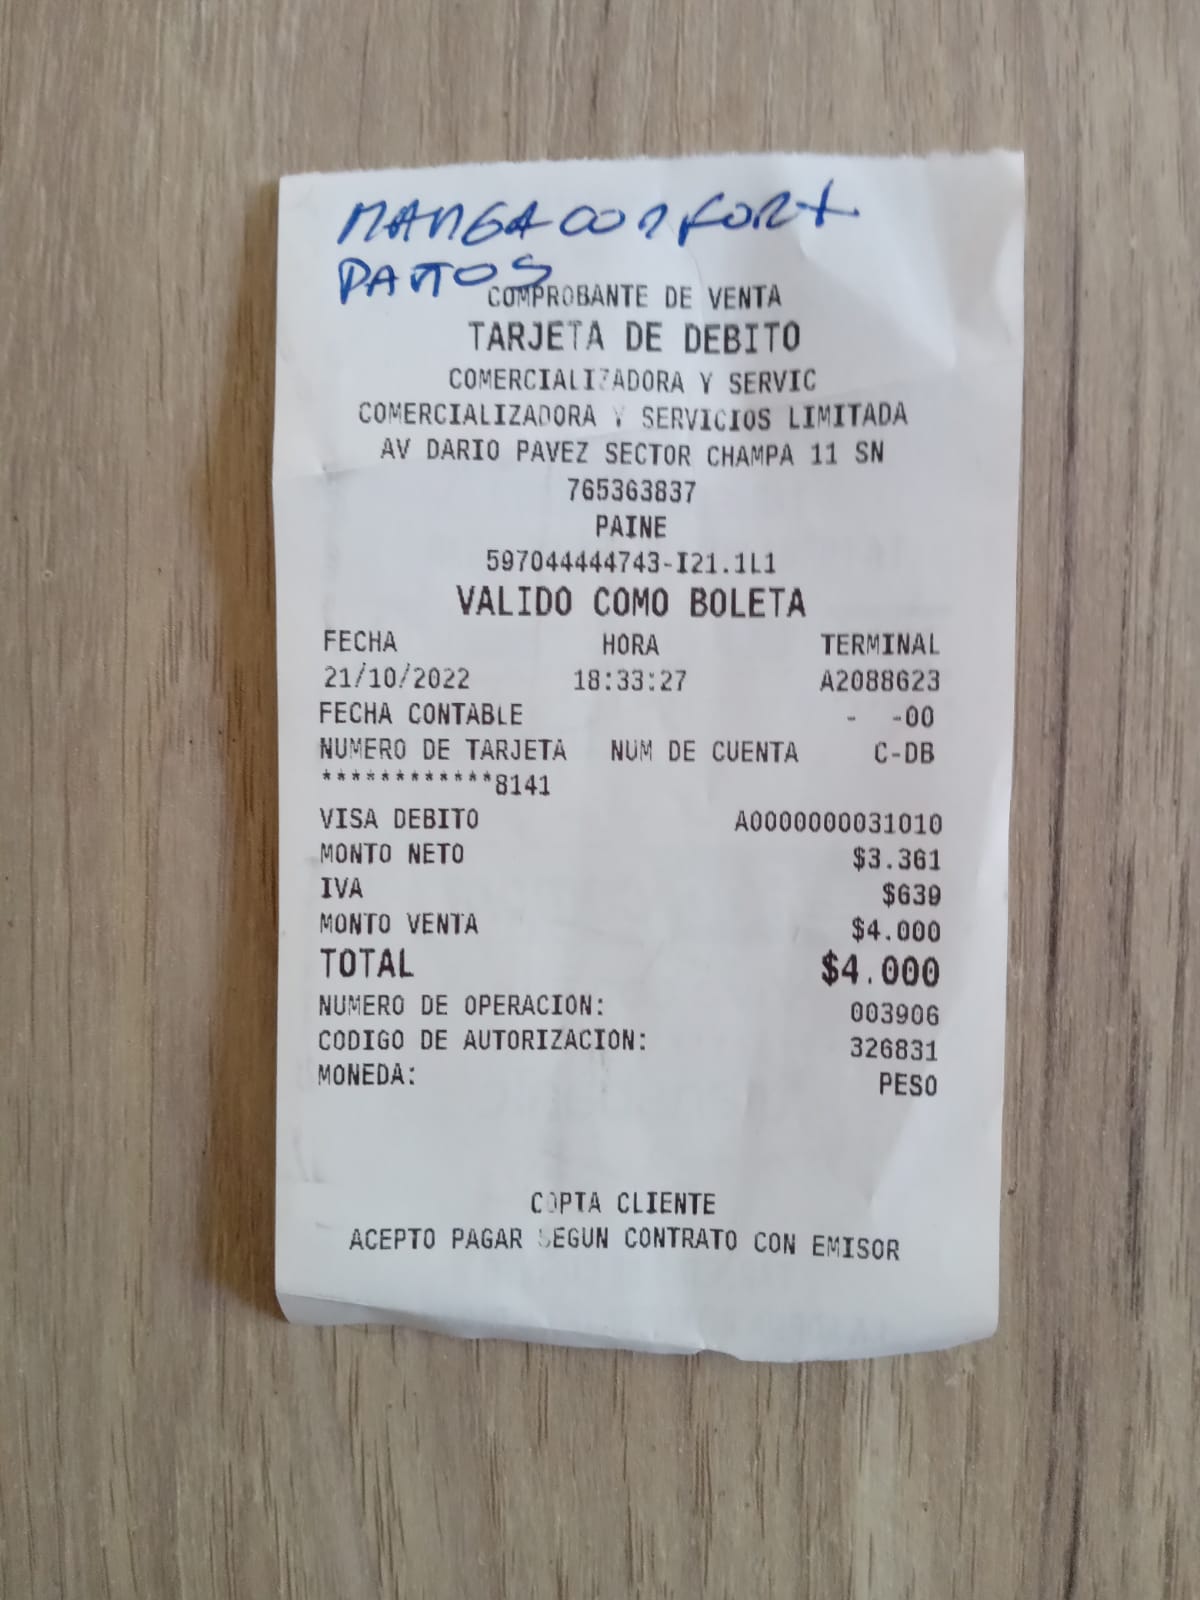 MANGA CONFORT
PATTOS
COMPROBANTE DE VENTA
TARJETA DE DEBITO
COMERCIALIZADORA Y SERVIC
COMERCIALIZADORA Y SERVICIOS LIMITADA
AV DARIO PAVEZ SECTOR CHAMPA 11 SN
765363837
PAINE
597044444743-I21.1L1
VALIDO COMO BOLETA
FECHA HORA TERMINAL
21/10/2022 18:33:27 A2088623
FECHA CONTABLE - -00
NUMERO DE TARJETA NUM DE CUENTA C-DB
************8141
VISA DEBITO A0000000031010
MONTO NETO $3.361
IVA $639
MONTO VENTA $4.000
TOTAL $4.000
NUMERO DE OPERACION: 003906
CODIGO DE AUTORIZACION: 326831
MONEDA: PESO
COPIA CLIENTE
ACEPTO PAGAR SEGUN CONTRATO CON EMISOR